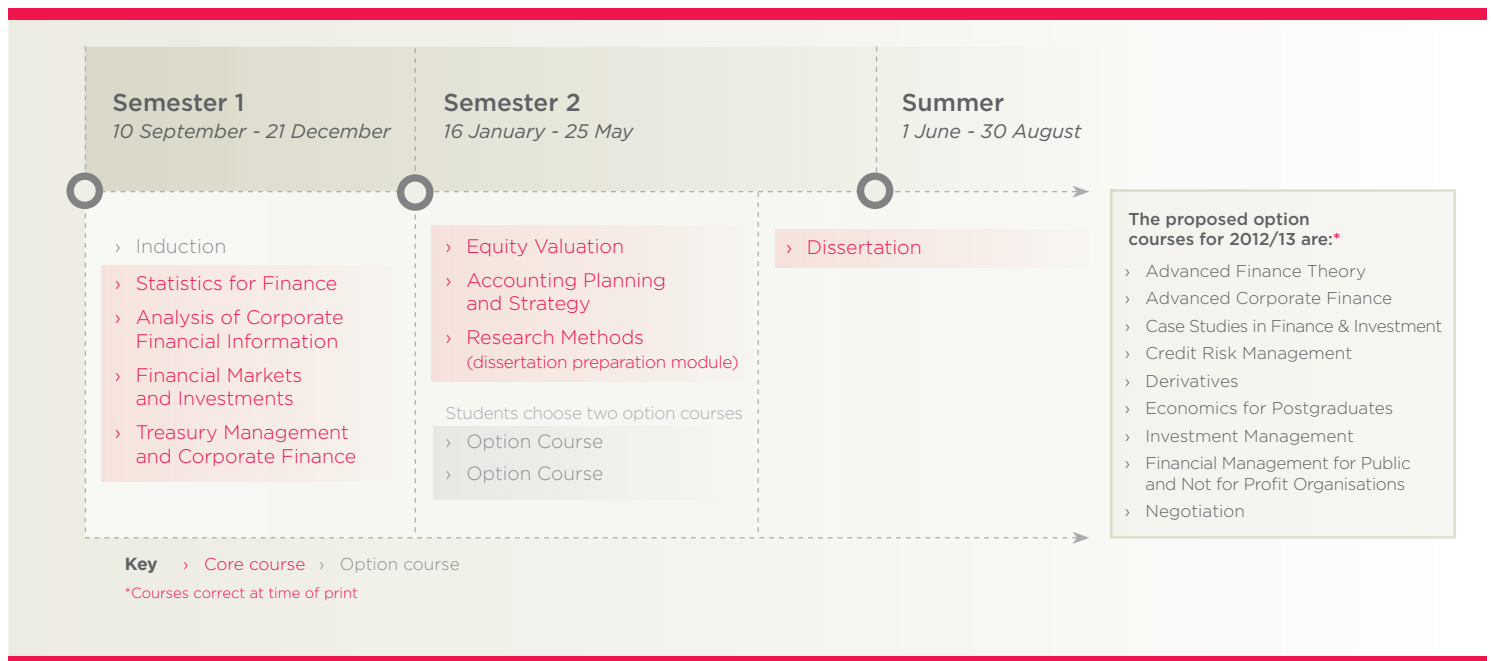 Semester 1
10 September - 21 December
Semester 2
16 January - 25 May
Summer
1 June - 30 August
› Induction
› Statistics for Finance
› Analysis of Corporate
Financial Information
› Financial Markets
and Investments
› Treasury Management
and Corporate Finance
› Equity Valuation
› Accounting Planning
and Strategy
› Research Methods
(dissertation preparation module)
Students choose two option courses
› Option Course
› Option Course
› Dissertation
The proposed option
courses for 2012/13 are:*
› Advanced Finance Theory
› Advanced Corporate Finance
› Case Studies in Finance & Investment
› Credit Risk Management
› Derivatives
› Economics for Postgraduates
› Investment Management
› Financial Management for Public
and Not for Profit Organisations
› Negotiation
Key › Core course › Option course
*Courses correct at time of print